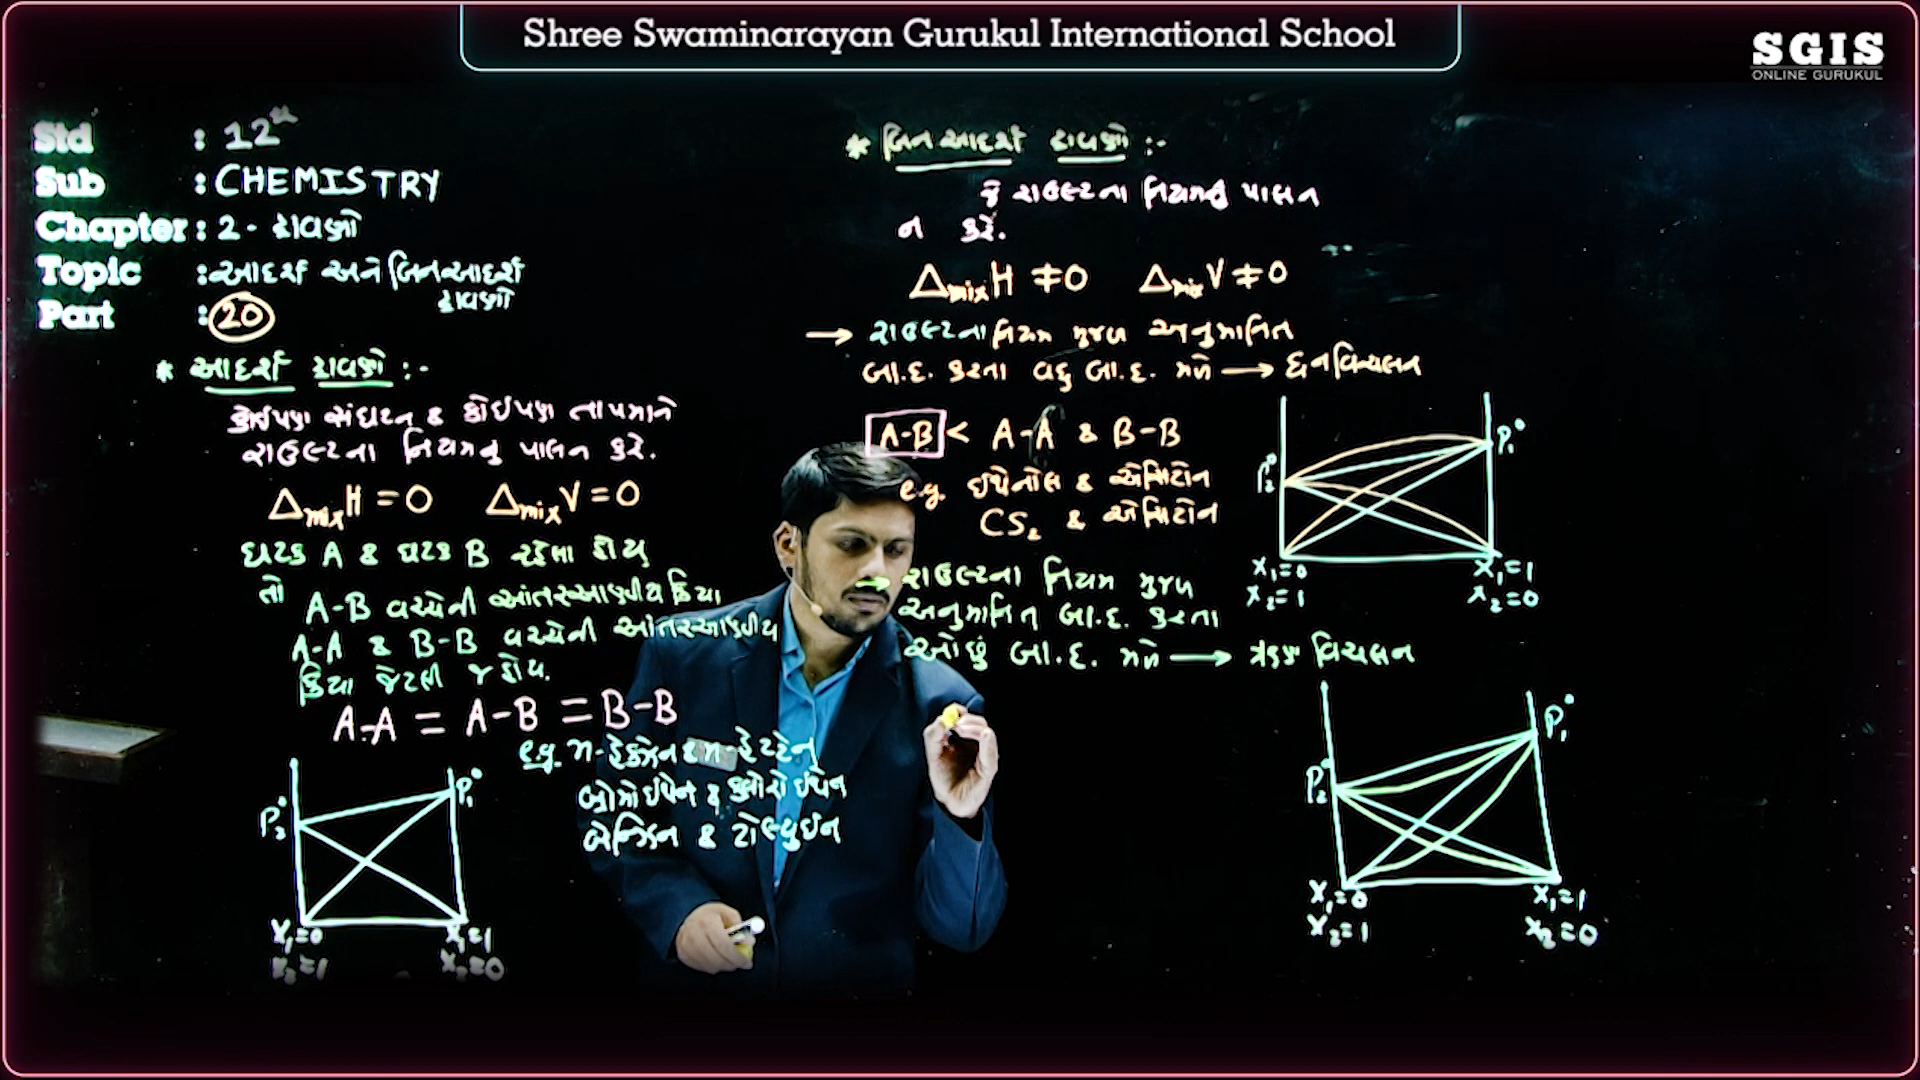 Shree Swaminarayan Gurukul International School
SGIS
ONLINE GURUKUL
Std : 12th
Sub : CHEMISTRY
Chapter : 2 - દ્રાવણો
Topic : આદર્શ અને બિનઆદર્શ
દ્રાવણો
Part : 20
* આદર્શ દ્રાવણો :-
કોઈપણ સંઘટન & કોઈપણ તાપમાને
રાઉલ્ટના નિયમનું પાલન કરે.
ΔmixH = 0 ΔmixV = 0
ઘટક A & ઘટક B રહેલા હોય
તો A-B વચ્ચેની આંતરઆણ્વીય ક્રિયા
A-A & B-B વચ્ચેની આંતરઆણ્વીય
ક્રિયા જેટલી જ હોય.
A-A = A-B = B-B
e.g. n-હેક્ઝેન & n-હેપ્ટેન
બ્રોમોઈથેન & ક્લોરોઈથેન
બેન્ઝિન & ટોલ્યુઈન
P₂° P₁°
x₁=0 x₁=1
x₂=1 x₂=0
* બિનઆદર્શ દ્રાવણો :-
જે રાઉલ્ટના નિયમનું પાલન
ન કરે.
ΔmixH ≠ 0 ΔmixV ≠ 0
→ રાઉલ્ટના નિયમ મુજબ અનુમાનિત
બા.દ. કરતા વધુ બા.દ. મળે → ધન વિચલન
A-B < A-A & B-B
e.g. ઈથેનોલ & એસિટોન
CS₂ & એસિટોન
P₂° P₁°
x₁=0 x₁=1
x₂=1 x₂=0
→ રાઉલ્ટના નિયમ મુજબ
અનુમાનિત બા.દ. કરતા
ઓછું બા.દ. મળે → ઋણ વિચલન
P₂° P₁°
x₁=0 x₁=1
x₂=1 x₂=0